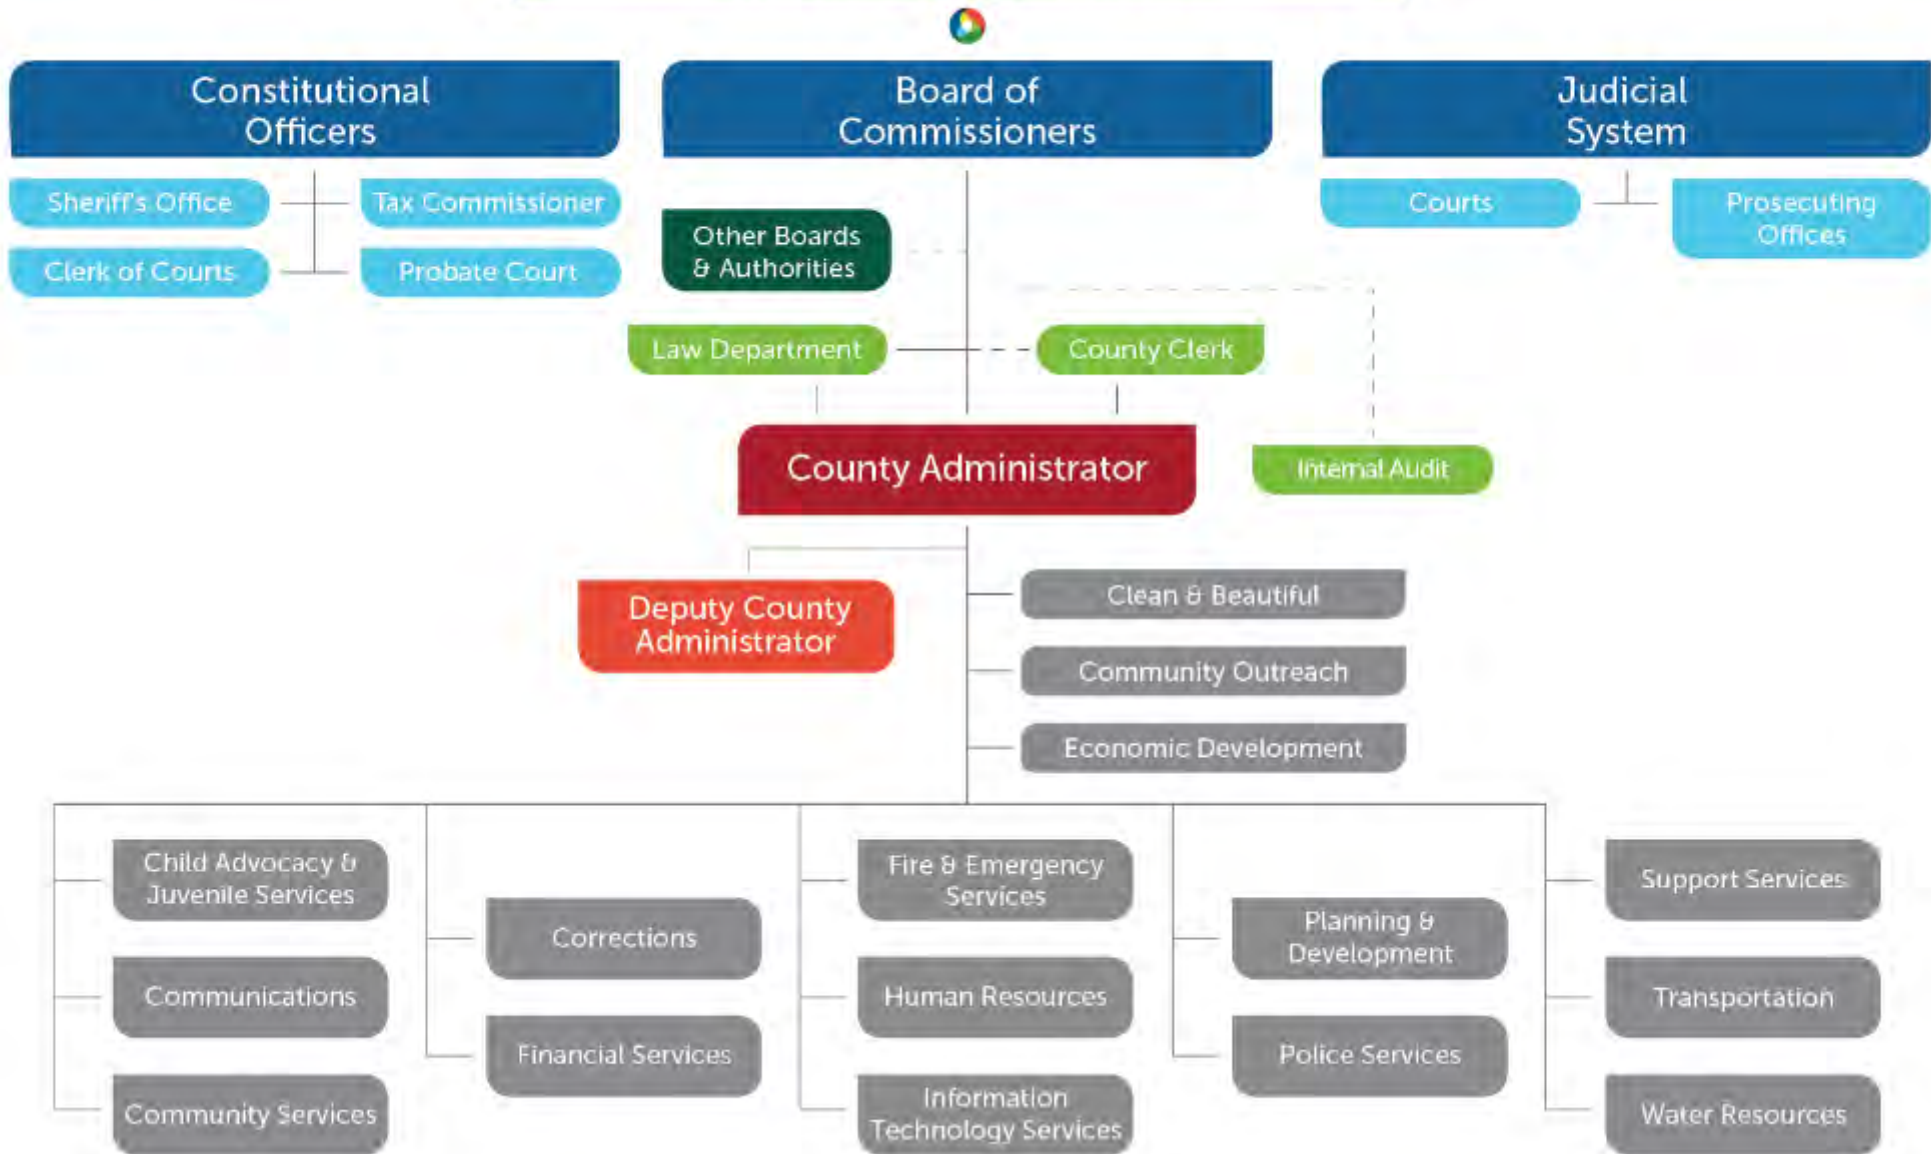 Constitutional
Officers
Board of
Commissioners
Judicial
System
Sheriff's Office
Tax Commissioner
Clerk of Courts
Probate Court
Courts
Prosecuting
Offices
Other Boards
& Authorities
Law Department
County Clerk
County Administrator
Internal Audit
Deputy County
Administrator
Clean & Beautiful
Community Outreach
Economic Development
Child Advocacy &
Juvenile Services
Communications
Community Services
Corrections
Financial Services
Fire & Emergency
Services
Human Resources
Information
Technology Services
Planning &
Development
Police Services
Support Services
Transportation
Water Resources